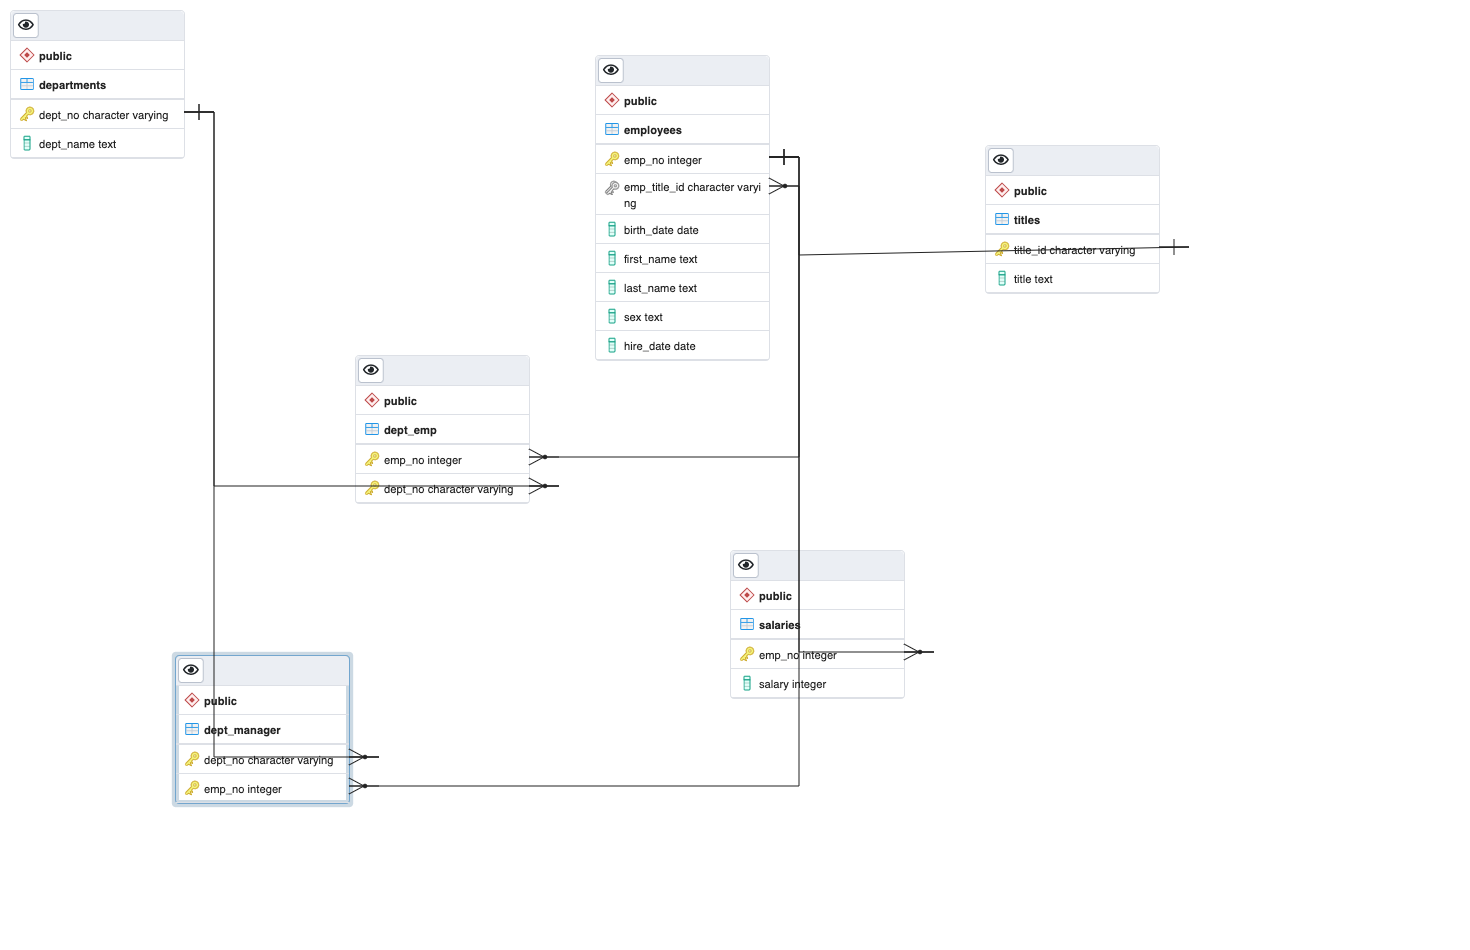 public
departments
dept_no character varying
dept_name text
public
employees
emp_no integer
emp_title_id character varyi
ng
birth_date date
first_name text
last_name text
sex text
hire_date date
public
titles
title_id character varying
title text
public
dept_emp
emp_no integer
dept_no character varying
public
salaries
emp_no integer
salary integer
public
dept_manager
dept_no character varying
emp_no integer